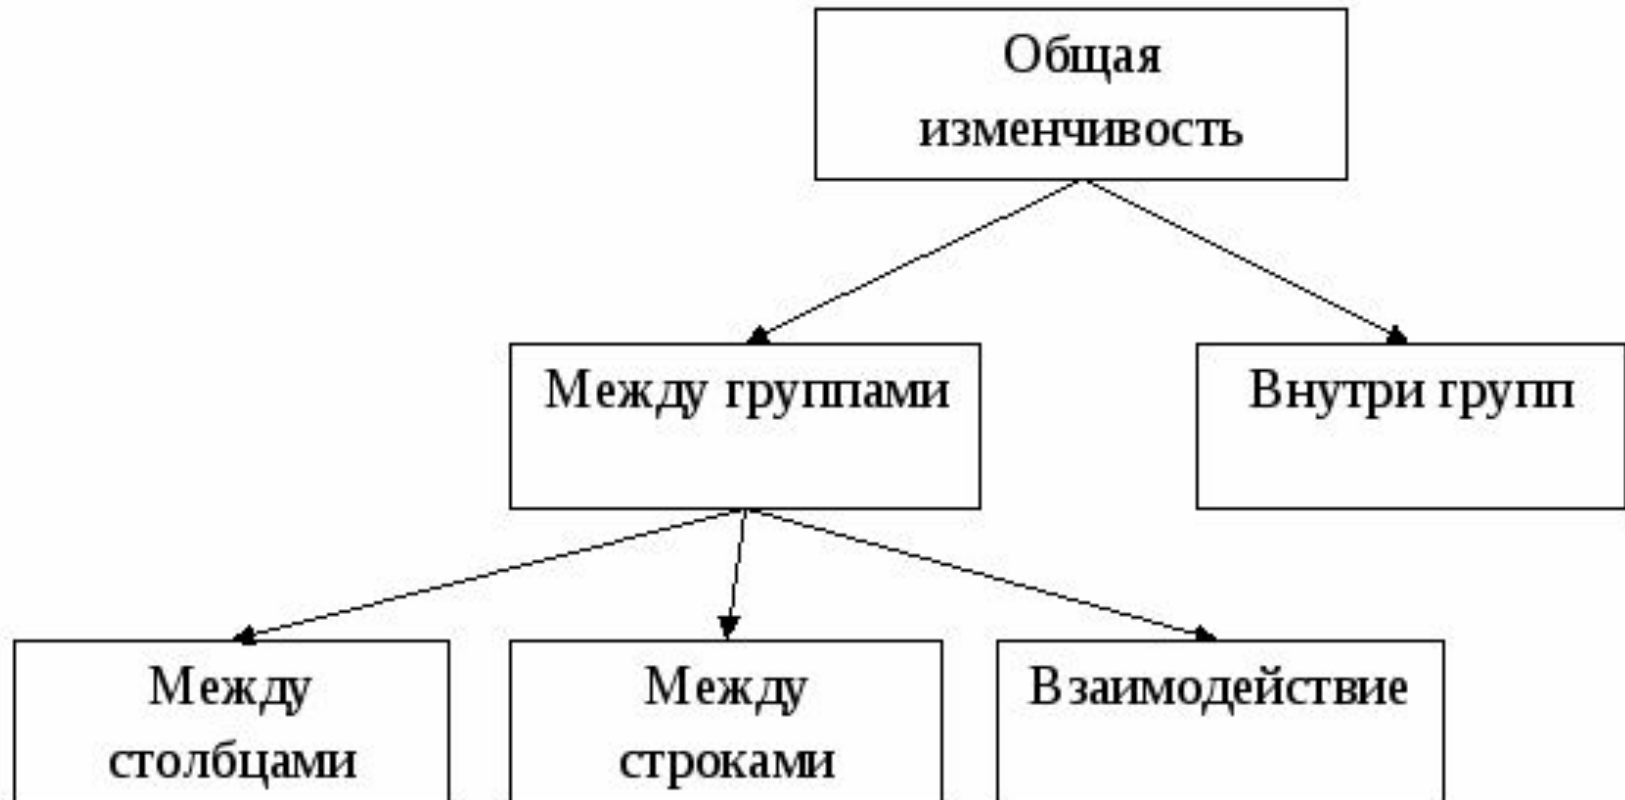 Общая
изменчивость
Между группами
Внутри групп
Между
столбцами
Между
строками
Взаимодействие